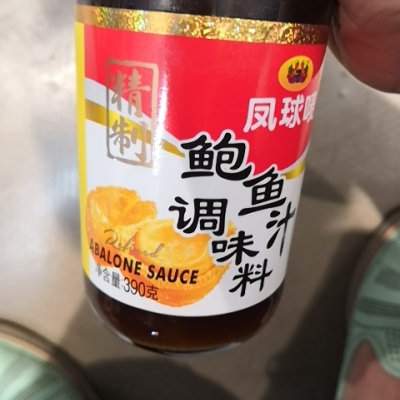 精制
凤球唛
鲍鱼汁
调味料
Refined
ABALONE SAUCE
净含量:390克